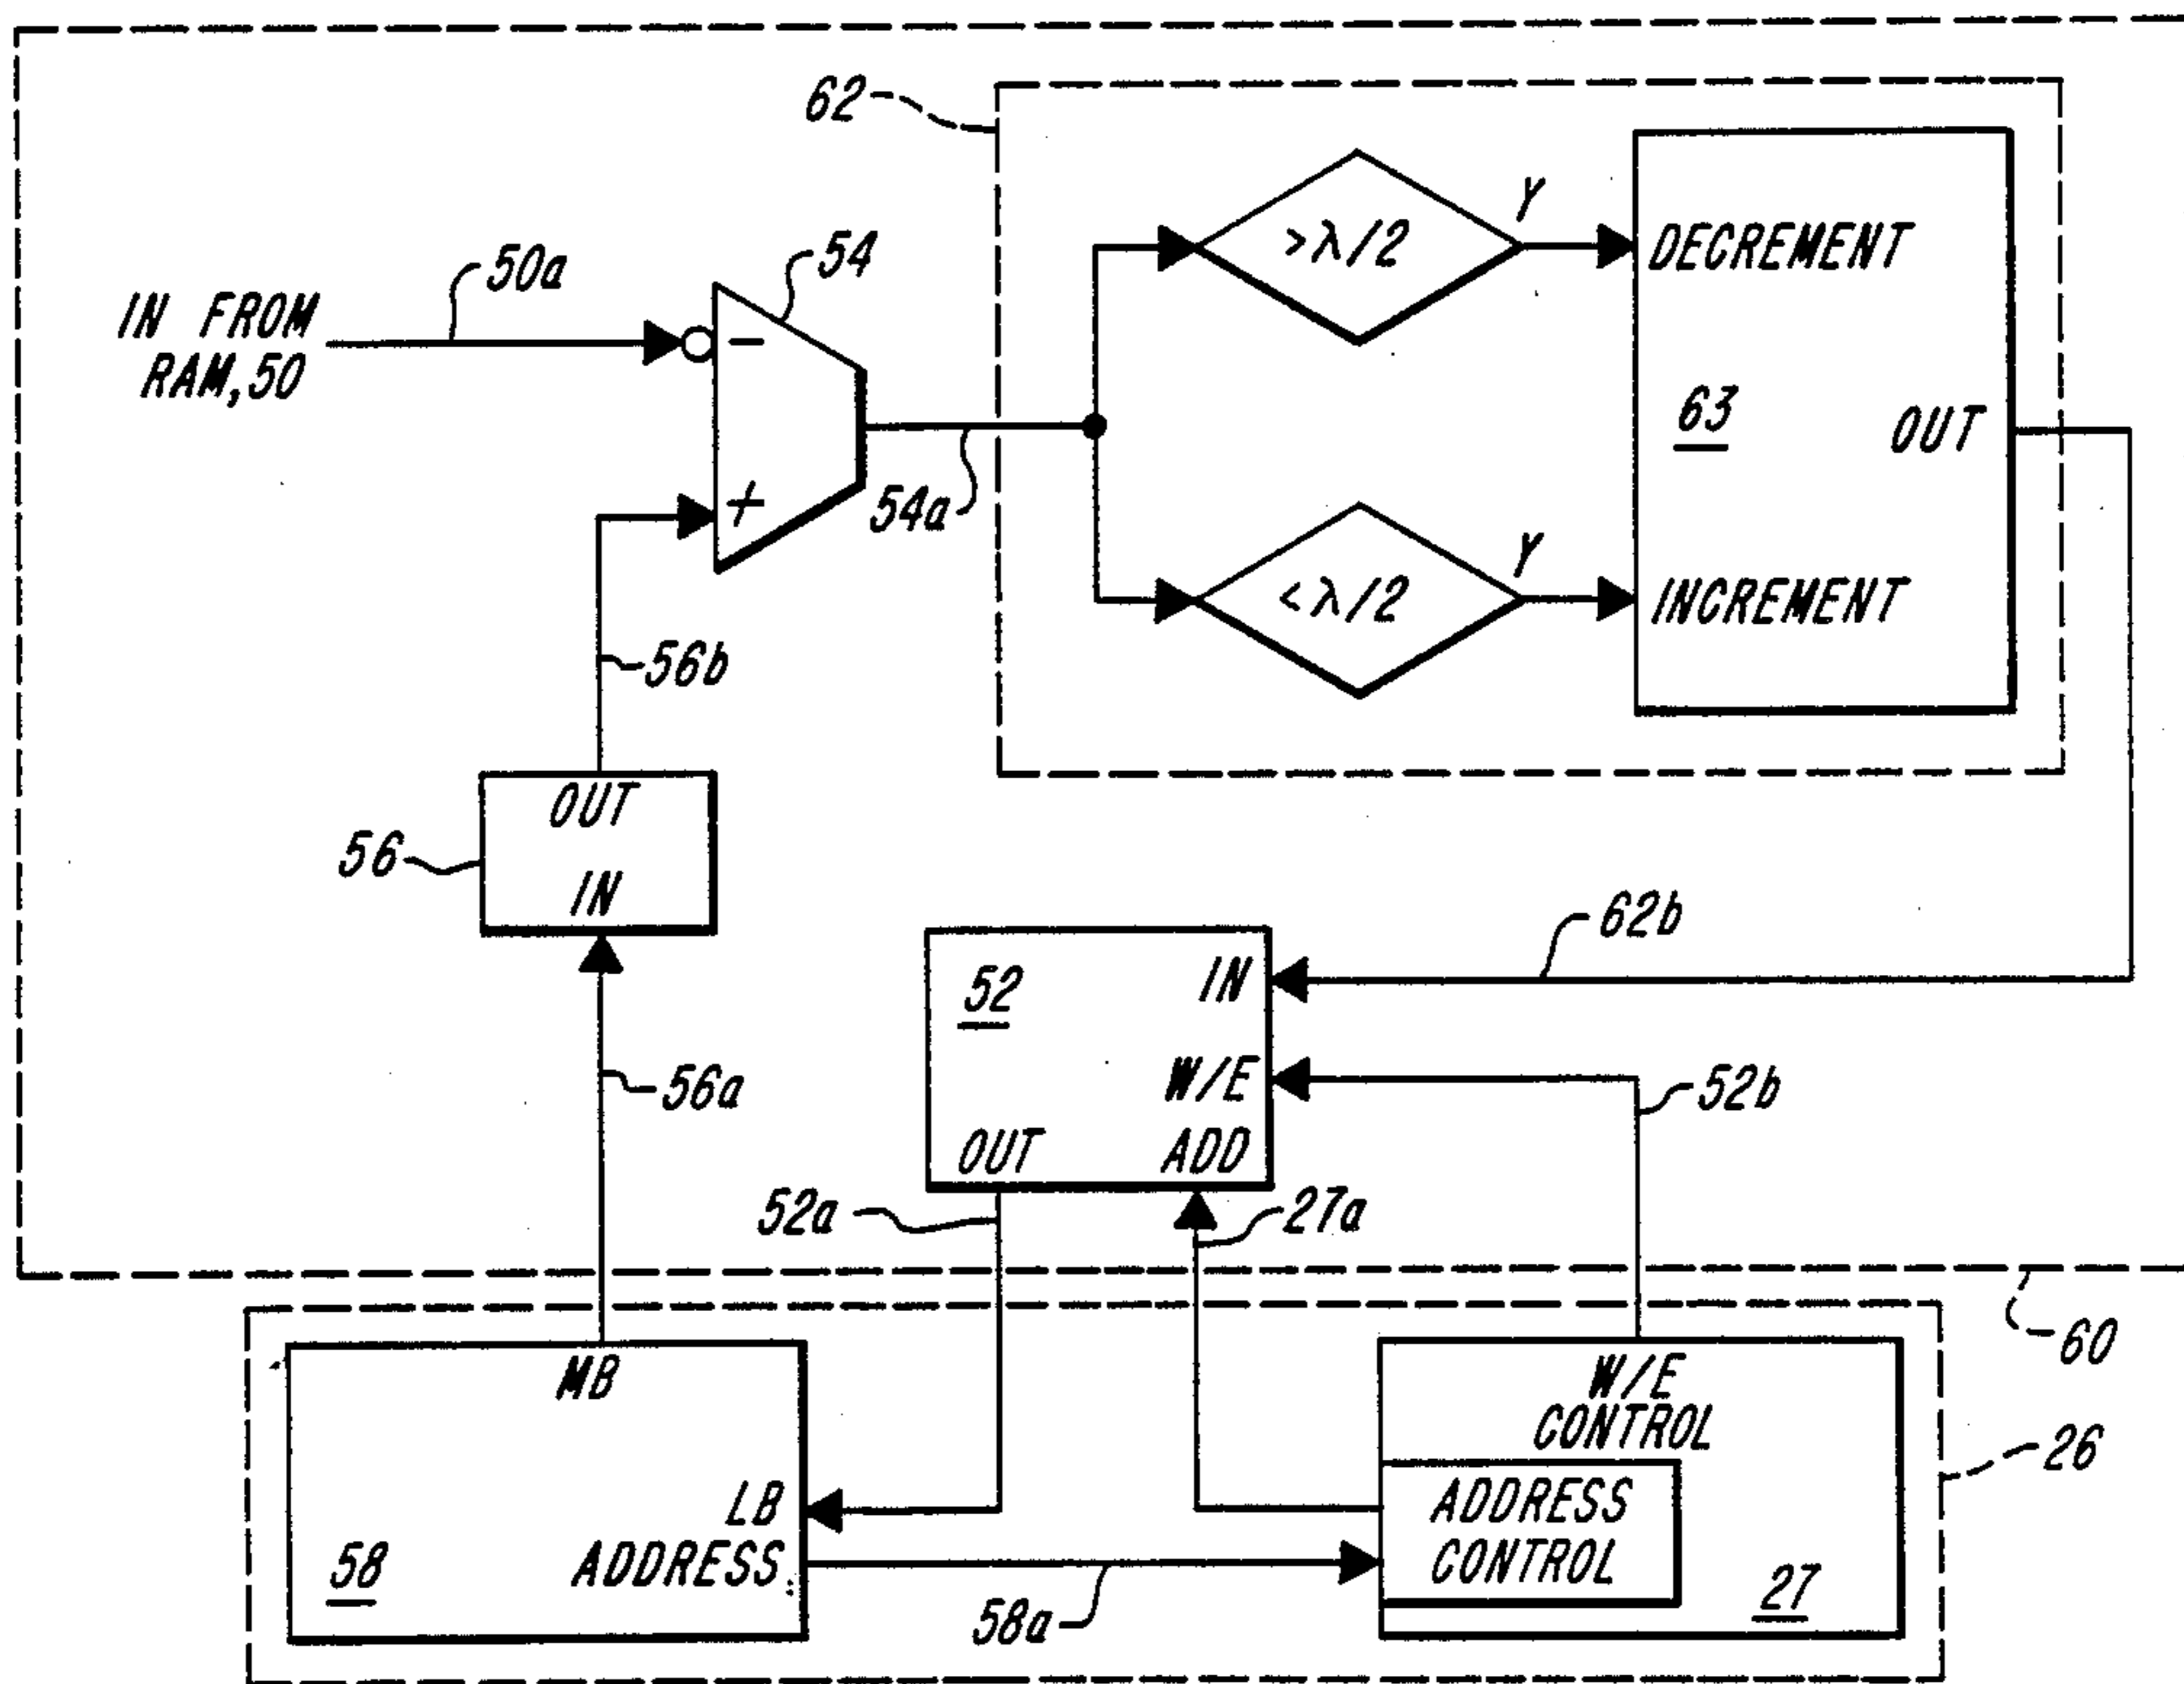 62
54
50a
Y
>λ/2
DECREMENT
IN FROM
RAM,50
−
63
OUT
+
54a
Y
<λ/2
INCREMENT
56b
OUT
56
IN
62b
52
IN
56a
W/E
52b
OUT
ADD
52a
27a
60
MB
W/E
CONTROL
26
LB
ADDRESS
CONTROL
ADDRESS
58
27
58a